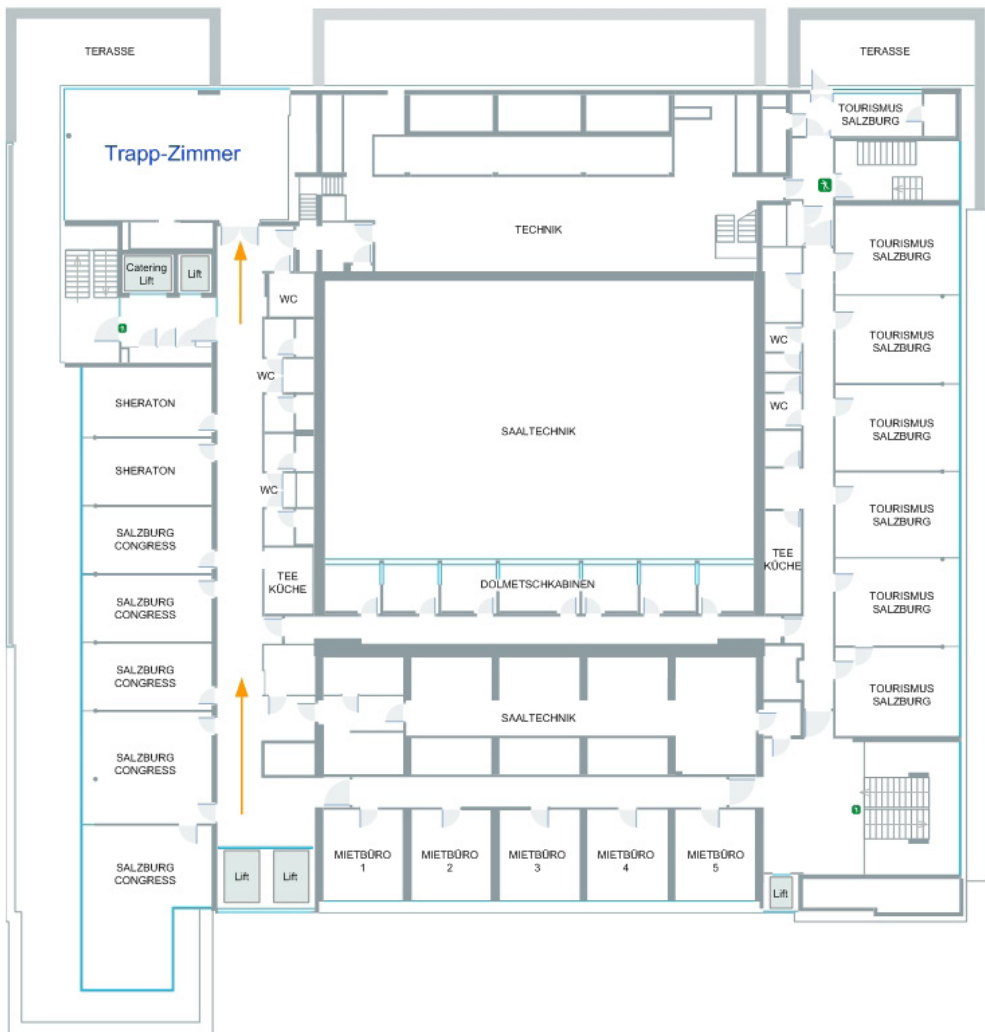 TERASSE
TERASSE
TOURISMUS
SALZBURG
Trapp-Zimmer
TECHNIK
TOURISMUS
SALZBURG
Catering
Lift
Lift
WC
TOURISMUS
SALZBURG
WC
WC
SHERATON
WC
TOURISMUS
SALZBURG
SAALTECHNIK
SHERATON
WC
TOURISMUS
SALZBURG
SALZBURG
CONGRESS
TEE
KÜCHE
DOLMETSCHKABINEN
TEE
KÜCHE
TOURISMUS
SALZBURG
SALZBURG
CONGRESS
SALZBURG
CONGRESS
TOURISMUS
SALZBURG
SAALTECHNIK
SALZBURG
CONGRESS
1
SALZBURG
CONGRESS
Lift
Lift
MIETBÜRO
1
MIETBÜRO
2
MIETBÜRO
3
MIETBÜRO
4
MIETBÜRO
5
Lift